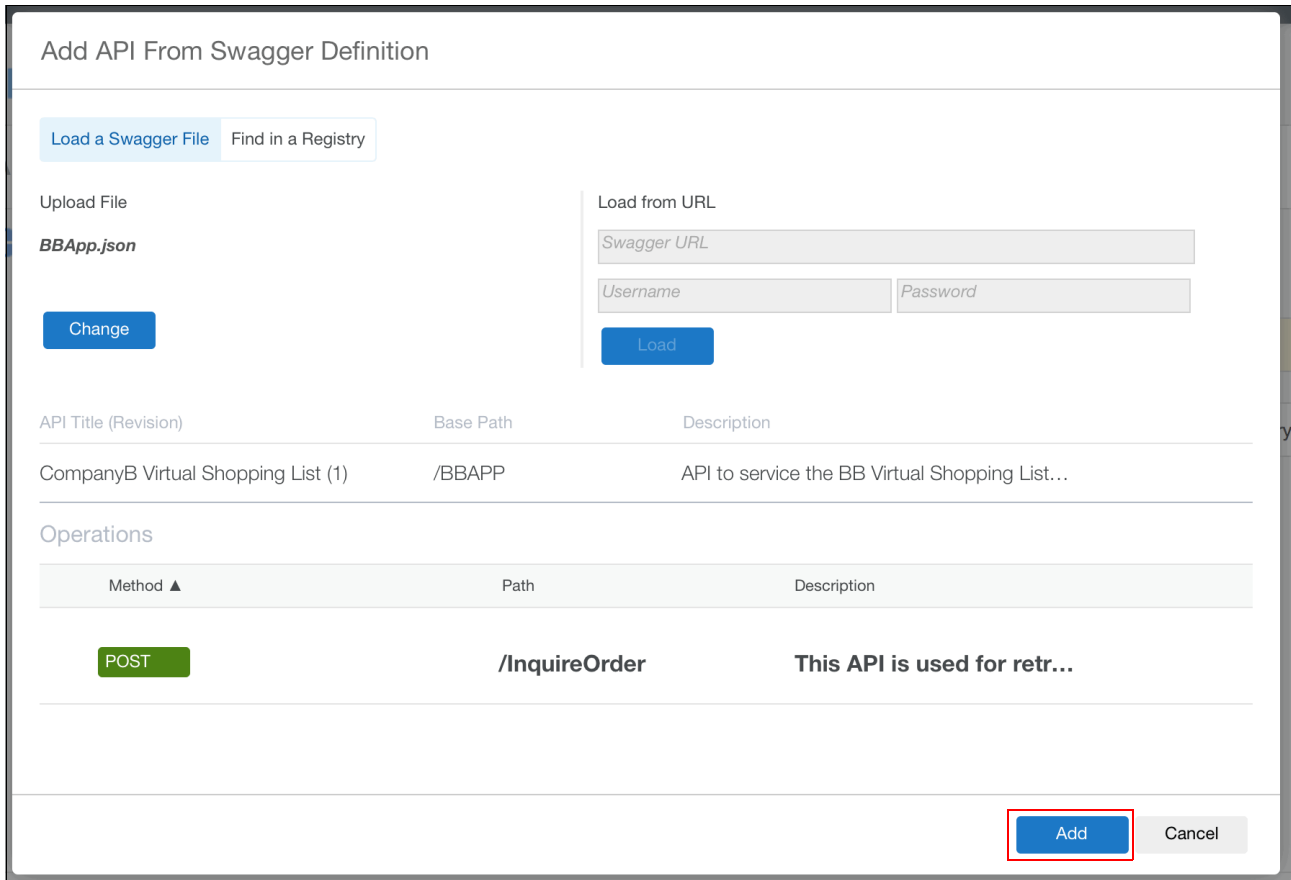 Add API From Swagger Definition
Load a Swagger File Find in a Registry
Upload File
BBApp.json
Change
Load from URL
Swagger URL
Username Password
Load
API Title (Revision) Base Path Description
CompanyB Virtual Shopping List (1) /BBAPP API to service the BB Virtual Shopping List…
Operations
Method ▲ Path Description
POST /InquireOrder This API is used for retr…
Add Cancel